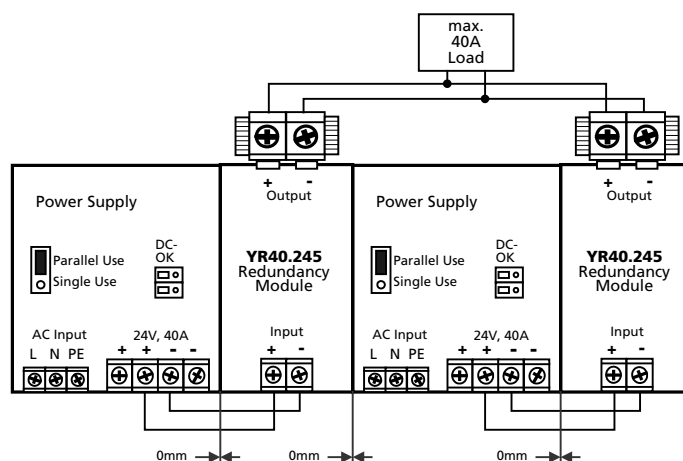 max.
40A
Load
+ -
Output
+ -
Output
Power Supply
Parallel Use
Single Use
DC-
OK
AC Input
L N PE
24V, 40A
+ + - -
YR40.245
Redundancy
Module
Input
+ -
Power Supply
Parallel Use
Single Use
DC-
OK
AC Input
L N PE
24V, 40A
+ + - -
YR40.245
Redundancy
Module
Input
+ -
0mm
0mm
0mm